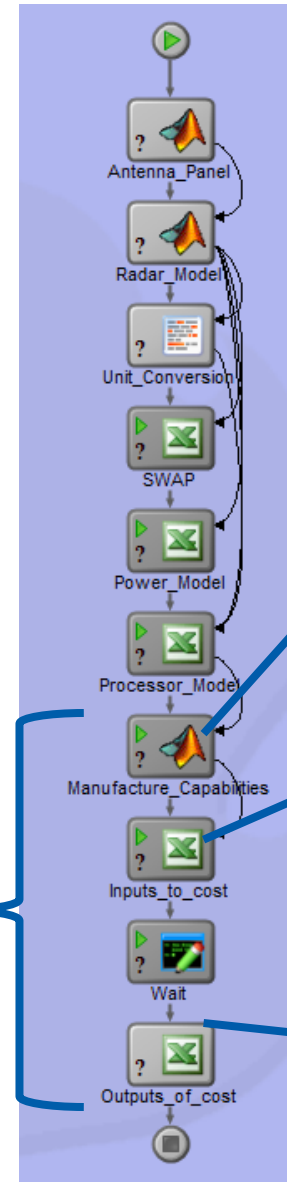 ?
Antenna_Panel
?
Radar_Model
?
Unit_Conversion
?
SWAP
?
Power_Model
?
Processor_Model
?
Manufacture_Capabilities
?
Inputs_to_cost
?
Wait
?
Outputs_of_cost